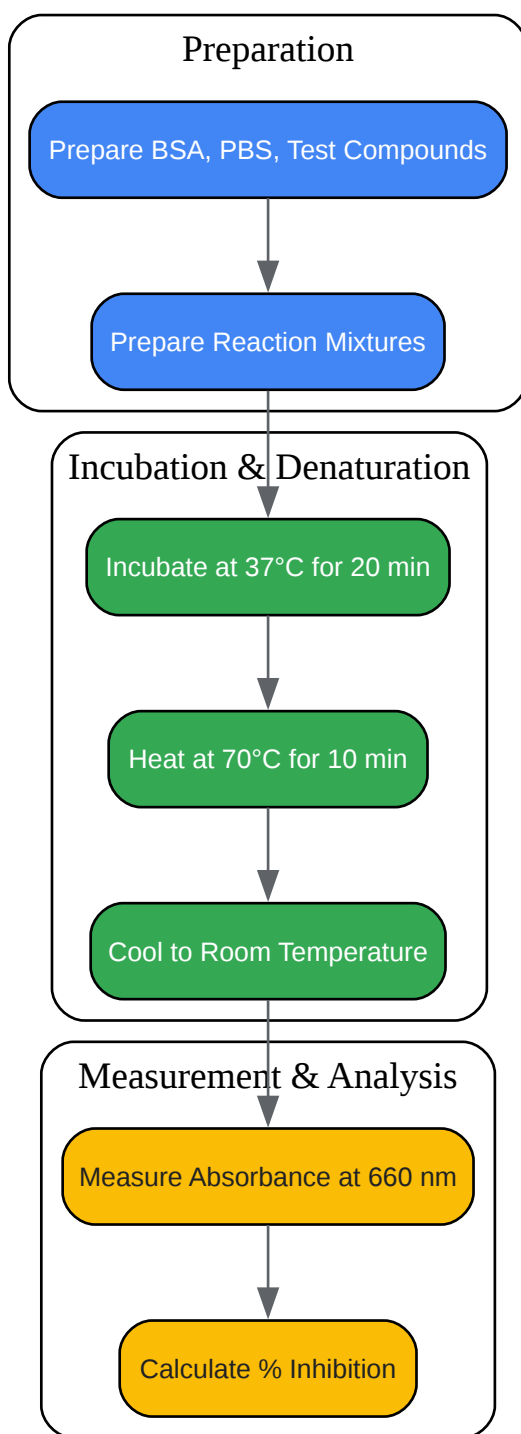 Preparation
Prepare BSA, PBS, Test Compounds
Prepare Reaction Mixtures
Incubation & Denaturation
Incubate at 37°C for 20 min
Heat at 70°C for 10 min
Cool to Room Temperature
Measurement & Analysis
Measure Absorbance at 660 nm
Calculate % Inhibition